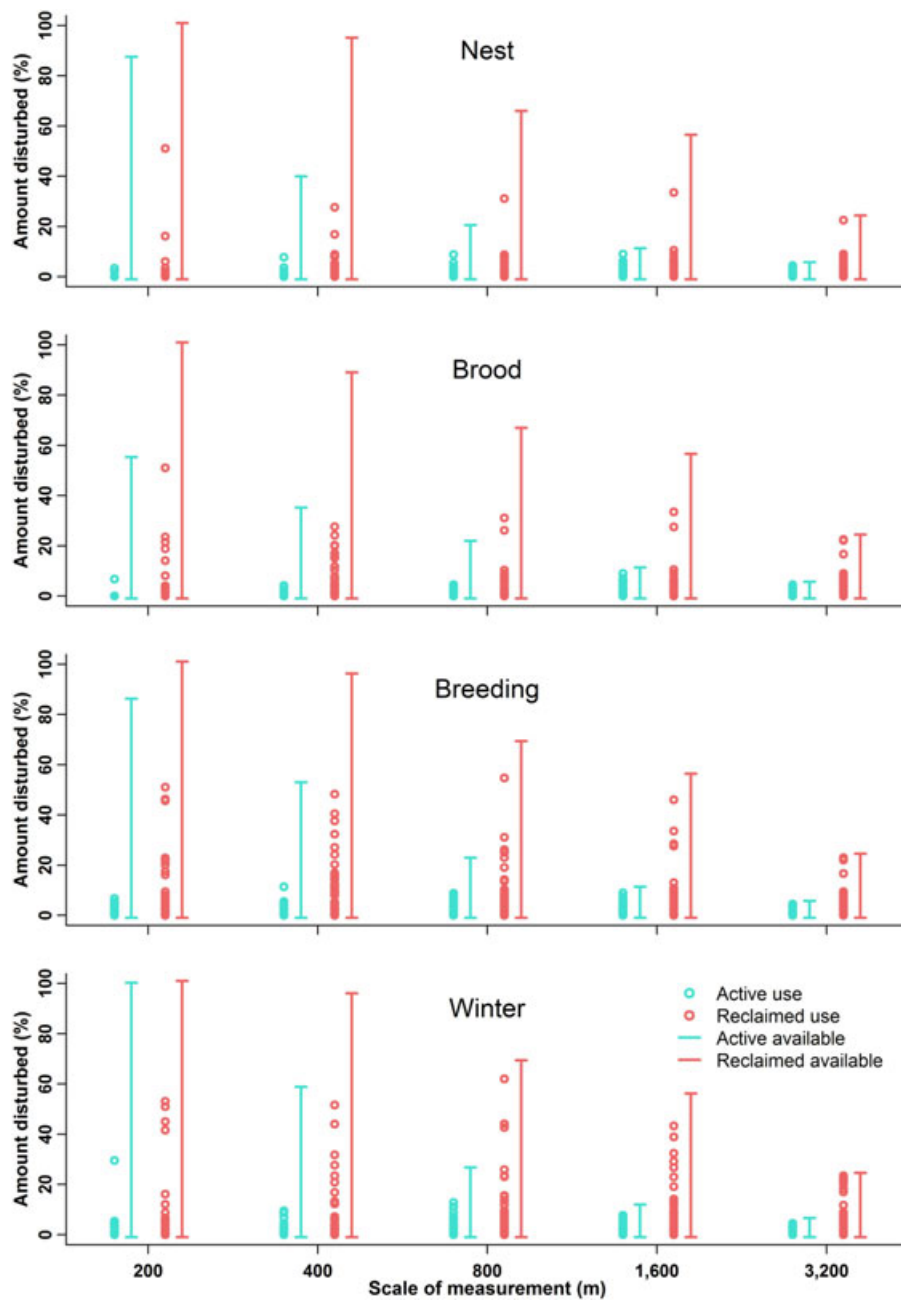 Nest
Amount disturbed (%)
0 20 40 60 80 100
Brood
Amount disturbed (%)
0 20 40 60 80 100
Breeding
Amount disturbed (%)
0 20 40 60 80 100
Winter
Amount disturbed (%)
0 20 40 60 80 100
Active use
Reclaimed use
Active available
Reclaimed available
200 400 800 1,600 3,200
Scale of measurement (m)